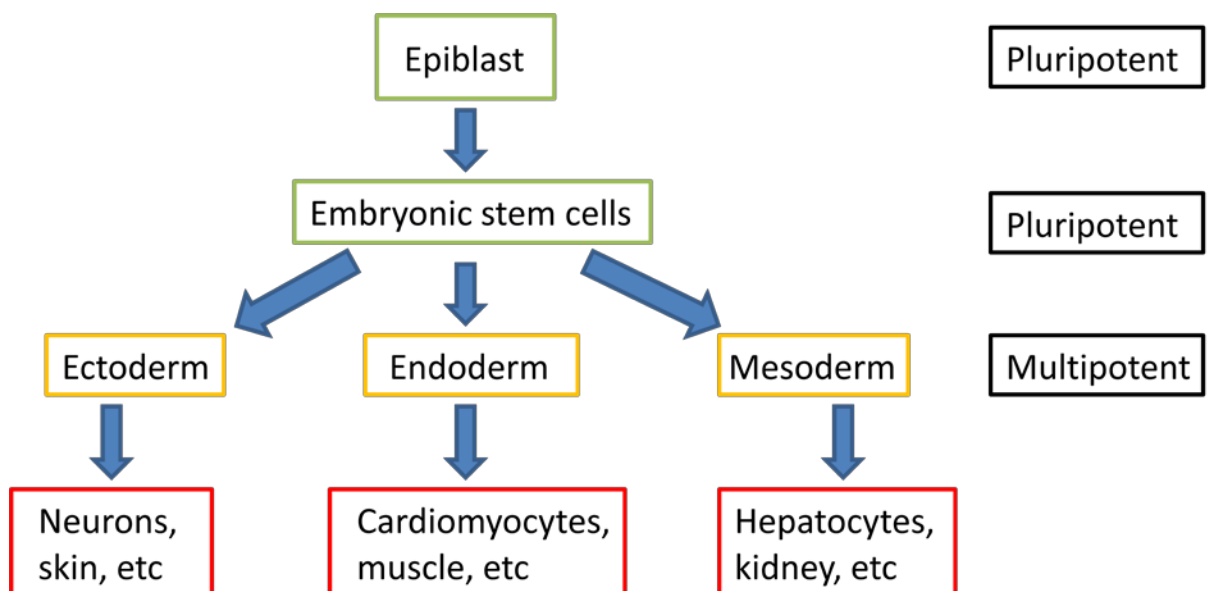 Epiblast
Pluripotent
Embryonic stem cells
Pluripotent
Ectoderm
Endoderm
Mesoderm
Multipotent
Neurons,
skin, etc
Cardiomyocytes,
muscle, etc
Hepatocytes,
kidney, etc